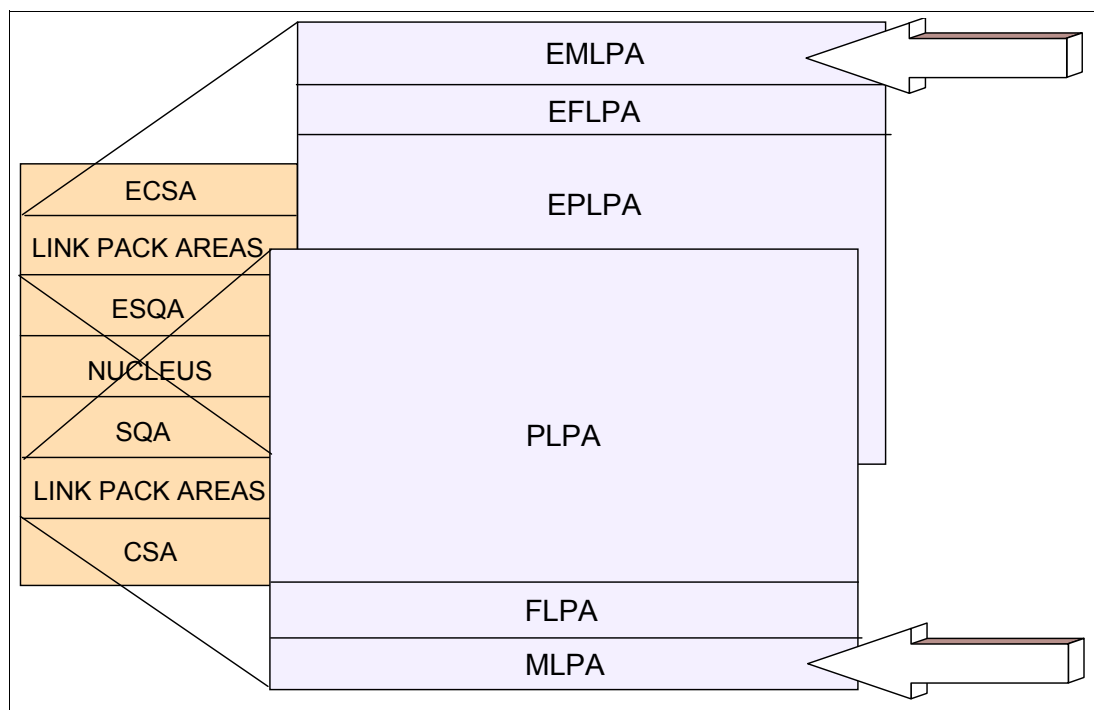 EMLPA
EFLPA
EPLPA
ECSA
LINK PACK AREAS
ESQA
NUCLEUS
SQA
LINK PACK AREAS
CSA
PLPA
FLPA
MLPA